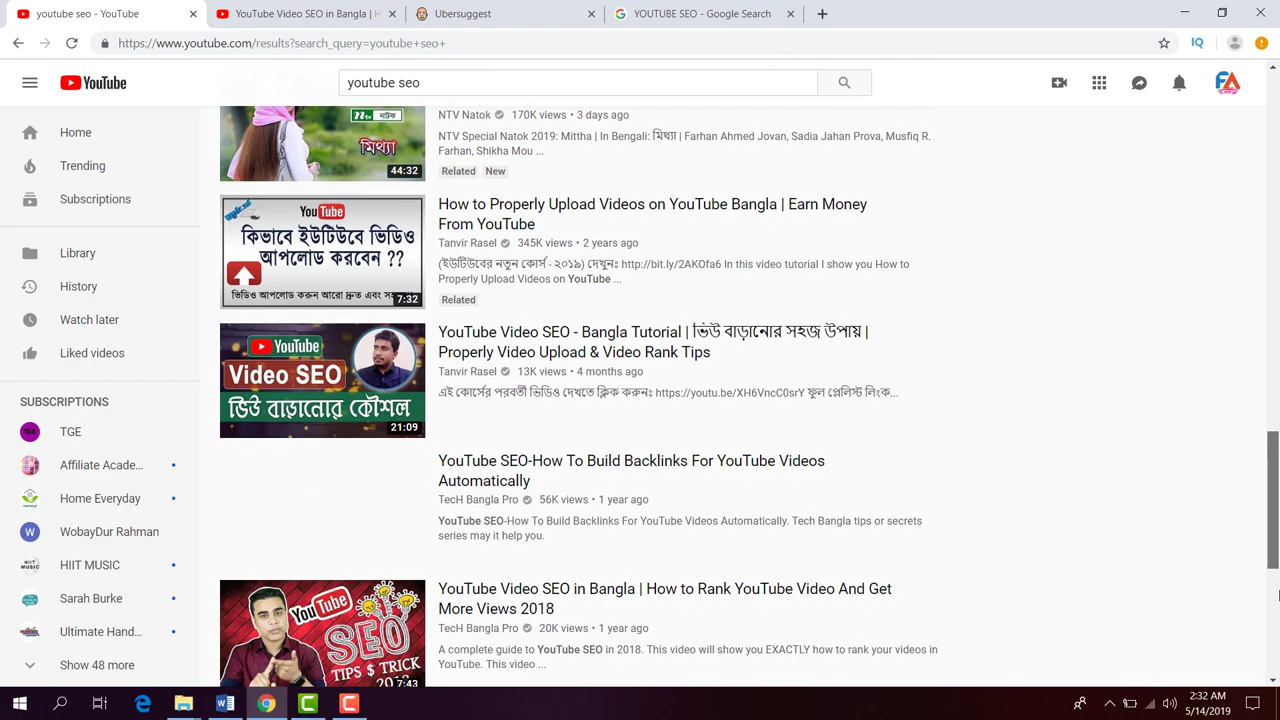 youtube seo - YouTube
YouTube Video SEO in Bangla | H
Ubersuggest
YOUTUBE SEO - Google Search
https://www.youtube.com/results?search_query=youtube+seo+
YouTube
youtube seo
Home
Trending
Subscriptions
Library
History
Watch later
Liked videos
SUBSCRIPTIONS
TGE
Affiliate Acade...
Home Everyday
WobayDur Rahman
HIIT MUSIC
Sarah Burke
Ultimate Hand...
Show 48 more
ntv নাটক
মিথ্যা
44:32
NTV Natok 170K views • 3 days ago
NTV Special Natok 2019: Mittha | In Bengali: মিথ্যা | Farhan Ahmed Jovan, Sadia Jahan Prova, Musfiq R.
Farhan, Shikha Mou ...
Related New
YouTube
কিভাবে ইউটিউবে ভিডিও
আপলোড করবেন ??
7:32
How to Properly Upload Videos on YouTube Bangla | Earn Money
From YouTube
Tanvir Rasel 345K views • 2 years ago
(ইউটিউবের নতুন কোর্স - ২০১৯) দেখুনঃ http://bit.ly/2AKOfa6 In this video tutorial I show you How to
Properly Upload Videos on YouTube ...
Related
YouTube
Video SEO
ভিউ বাড়ানোর কৌশল
21:09
YouTube Video SEO - Bangla Tutorial | ভিউ বাড়ানোর সহজ উপায় |
Properly Video Upload & Video Rank Tips
Tanvir Rasel 13K views • 4 months ago
এই কোর্সের পরবর্তী ভিডিও দেখতে ক্লিক করুনঃ https://youtu.be/XH6VncC0srY ফুল প্লেলিস্ট লিংক...
YouTube SEO-How To Build Backlinks For YouTube Videos
Automatically
TecH Bangla Pro 56K views • 1 year ago
YouTube SEO-How To Build Backlinks For YouTube Videos Automatically. Tech Bangla tips or secrets
series may it help you.
YouTube
SEO
TIPS $ TRICK
2018
7:43
YouTube Video SEO in Bangla | How to Rank YouTube Video And Get
More Views 2018
TecH Bangla Pro 20K views • 1 year ago
A complete guide to YouTube SEO in 2018. This video will show you EXACTLY how to rank your videos in
YouTube. This video ...
2:32 AM
5/14/2019